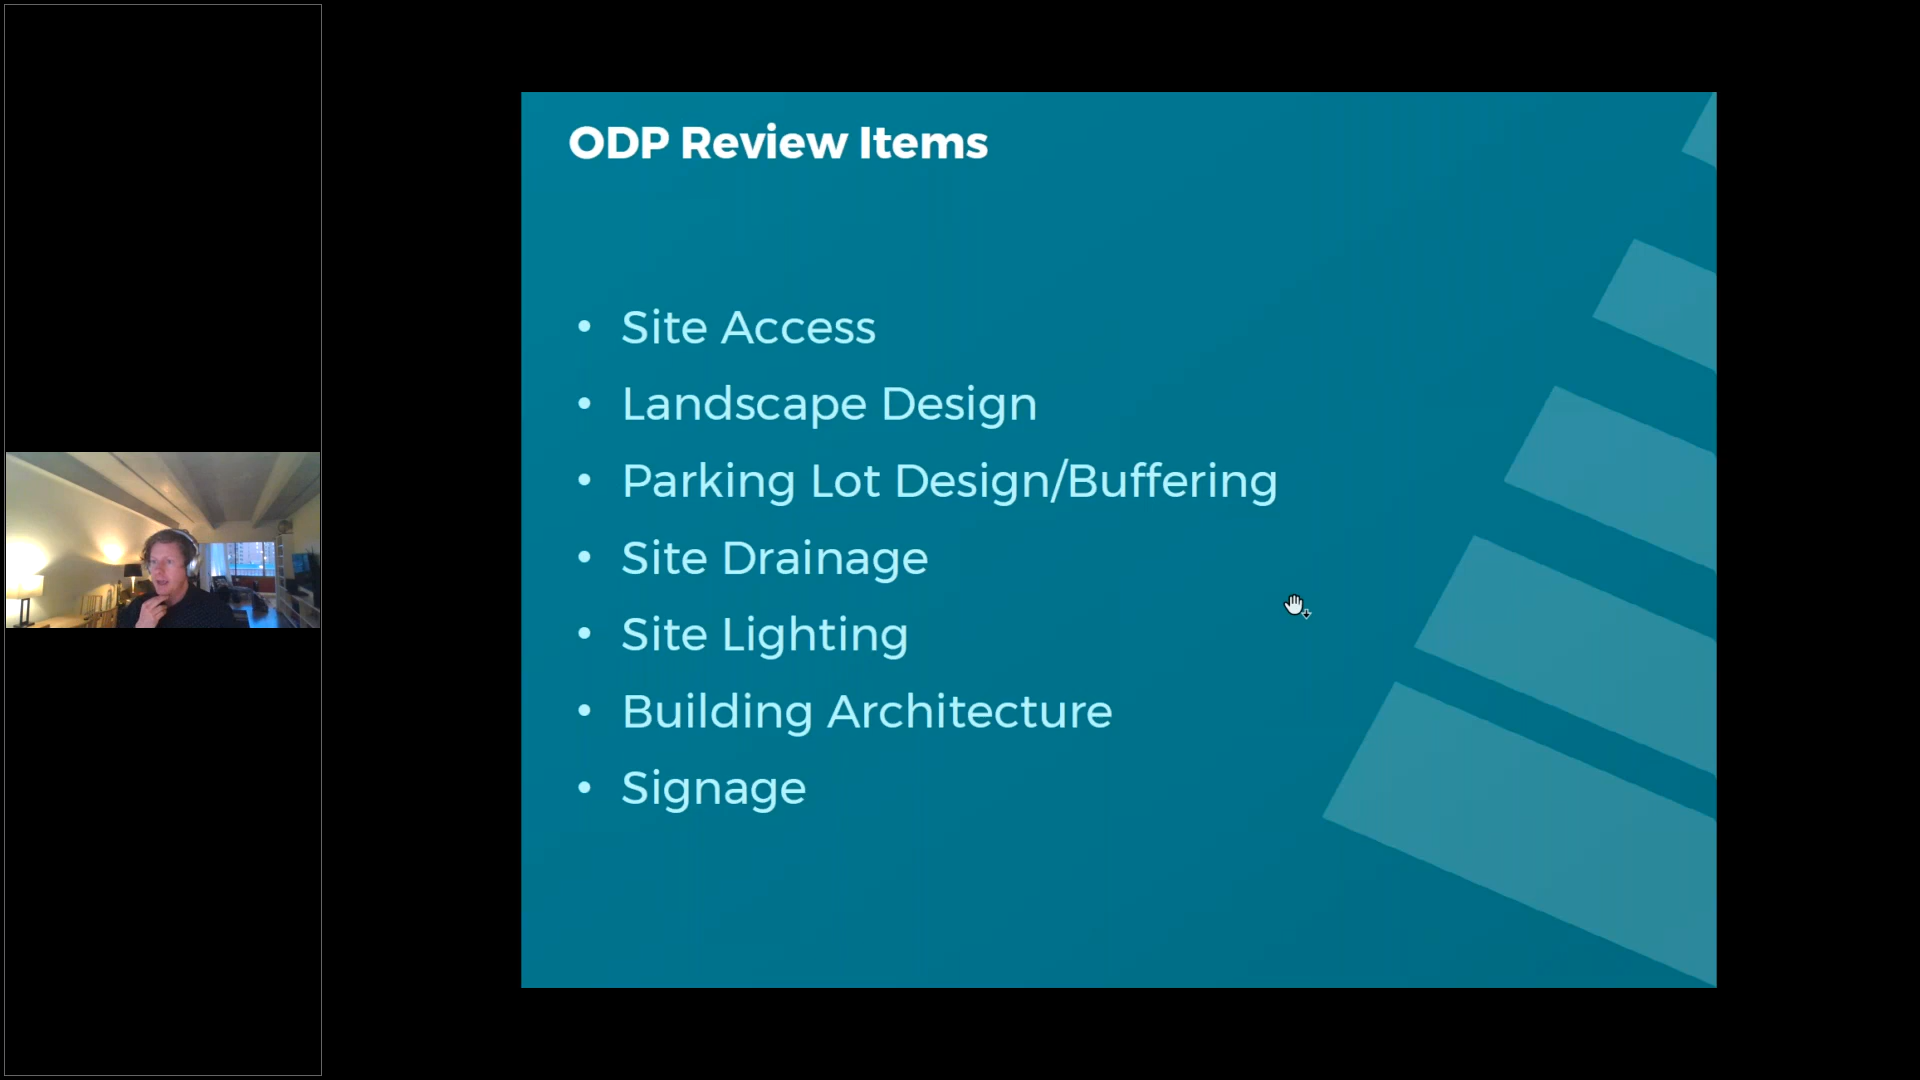 ODP Review Items
• Site Access
• Landscape Design
• Parking Lot Design/Buffering
• Site Drainage
• Site Lighting
• Building Architecture
• Signage